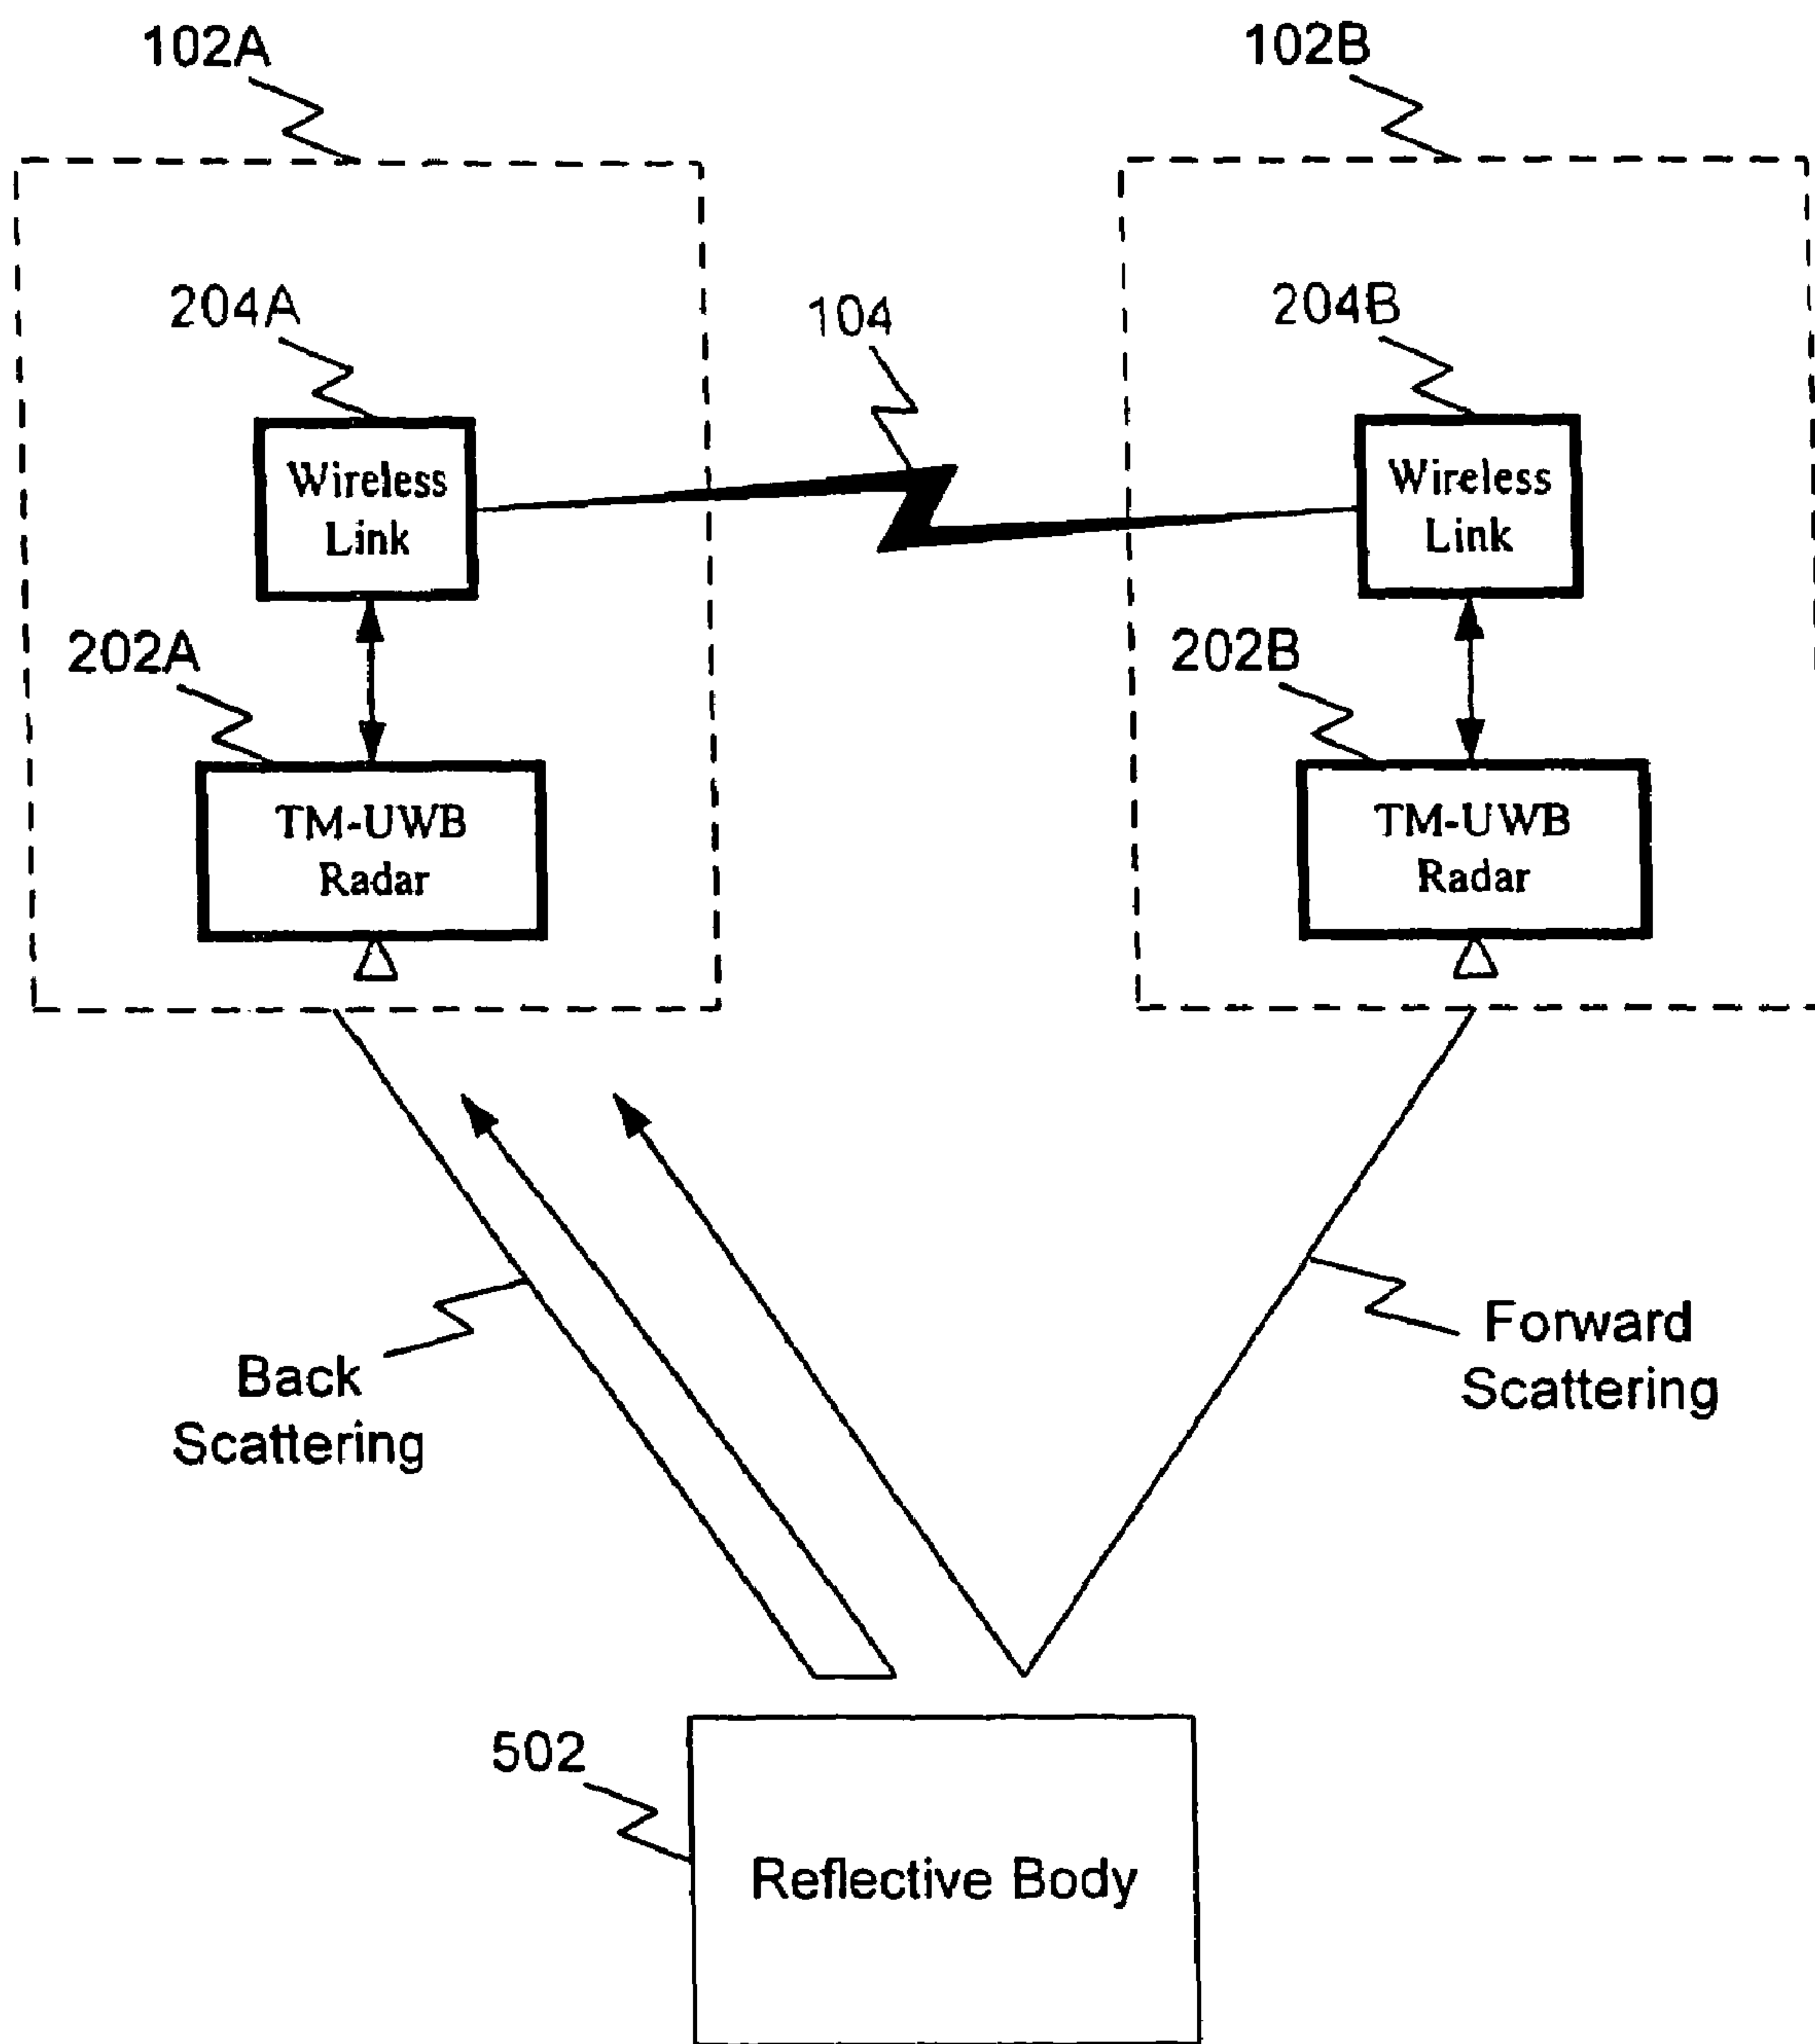 102A
102B
204A
104
204B
Wireless
Link
Wireless
Link
202A
202B
TM-UWB
Radar
TM-UWB
Radar
Forward
Scattering
Back
Scattering
502
Reflective Body